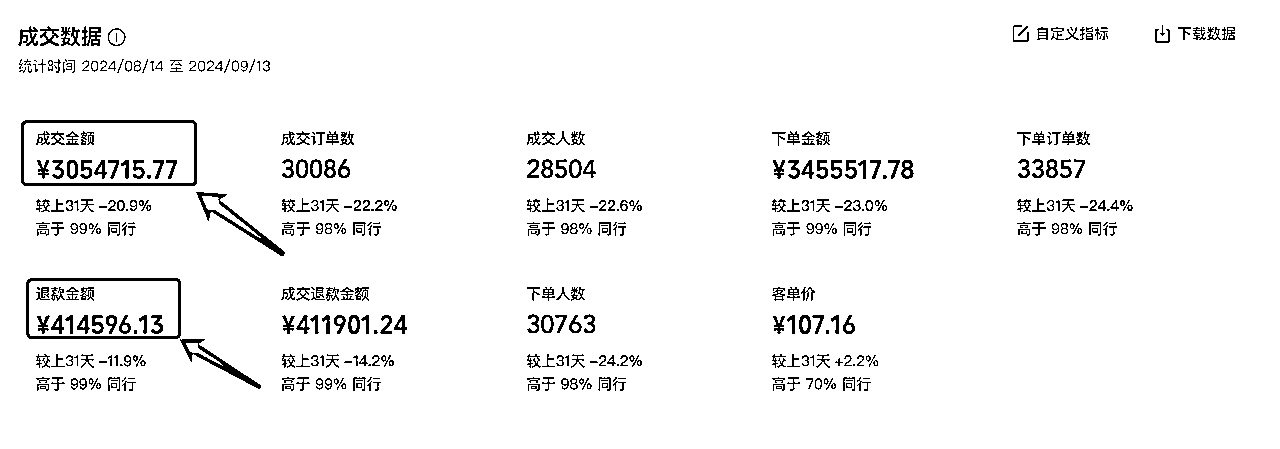 成交数据
自定义指标 下载数据
统计时间 2024/08/14 至 2024/09/13
成交金额 成交订单数 成交人数 下单金额 下单订单数
¥3054715.77 30086 28504 ¥3455517.78 33857
较上31天 -20.9% 较上31天 -22.2% 较上31天 -22.6% 较上31天 -23.0% 较上31天 -24.4%
高于 99% 同行 高于 98% 同行 高于 98% 同行 高于 99% 同行 高于 98% 同行
退款金额 成交退款金额 下单人数 客单价
¥414596.13 ¥411901.24 30763 ¥107.16
较上31天 -11.9% 较上31天 -14.2% 较上31天 -24.2% 较上31天 +2.2%
高于 99% 同行 高于 99% 同行 高于 98% 同行 高于 70% 同行